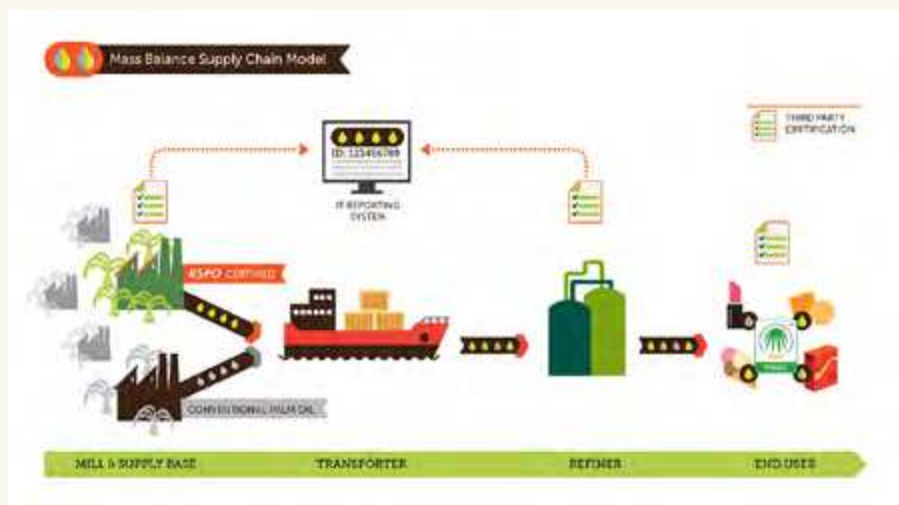 Mass Balance Supply Chain Model
THIRD PARTY
CERTIFICATION
ID: 123456789
IT REPORTING
SYSTEM
RSPO CERTIFIED
CONVENTIONAL PALM OIL
MILL & SUPPLY BASE
TRANSPORTER
REFINER
END USES